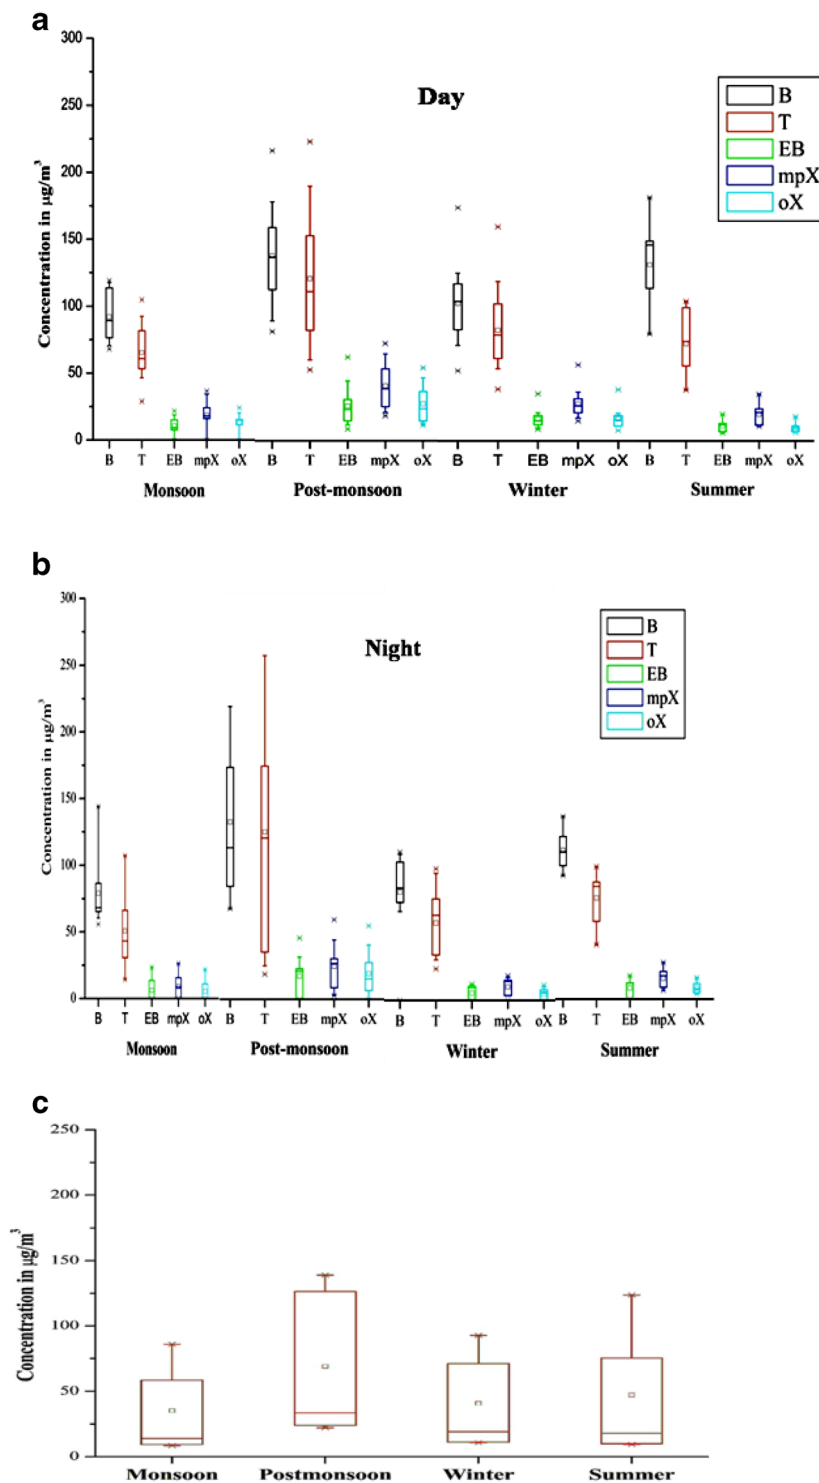 a
300
250
200
150
100
50
0
Concentration in µg/m³
Day
B
T
EB
mpX
oX
B T EB mpX oX B T EB mpX oX B T EB mpX oX B T EB mpX oX
Monsoon Post-monsoon Winter Summer
b
300
250
200
150
100
50
0
Concentration in µg/m³
Night
B
T
EB
mpX
oX
B T EB mpX oX B T EB mpX oX B T EB mpX oX B T EB mpX oX
Monsoon Post-monsoon Winter Summer
c
250
200
150
100
50
0
Concentration in µg/m³
Monsoon Postmonsoon Winter Summer